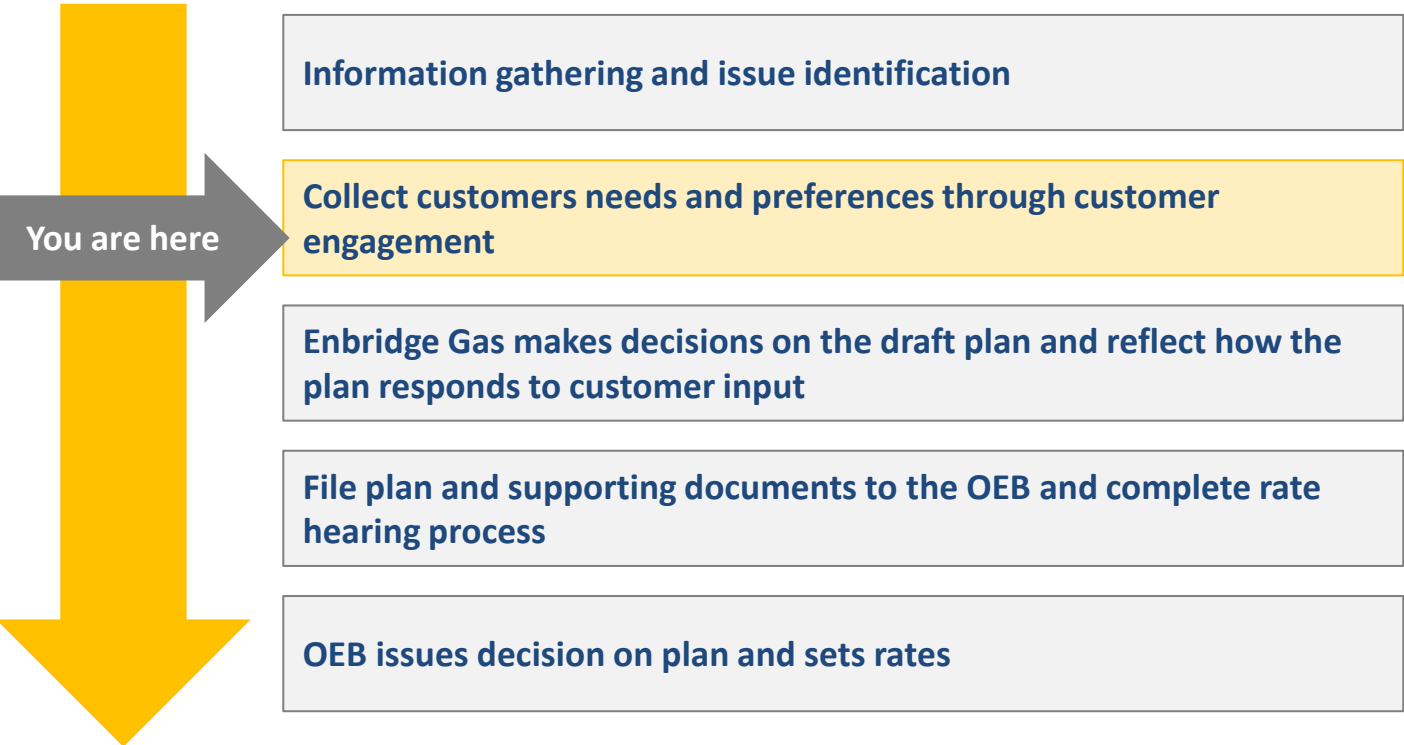 Information gathering and issue identification
You are here
Collect customers needs and preferences through customer
engagement
Enbridge Gas makes decisions on the draft plan and reflect how the
plan responds to customer input
File plan and supporting documents to the OEB and complete rate
hearing process
OEB issues decision on plan and sets rates